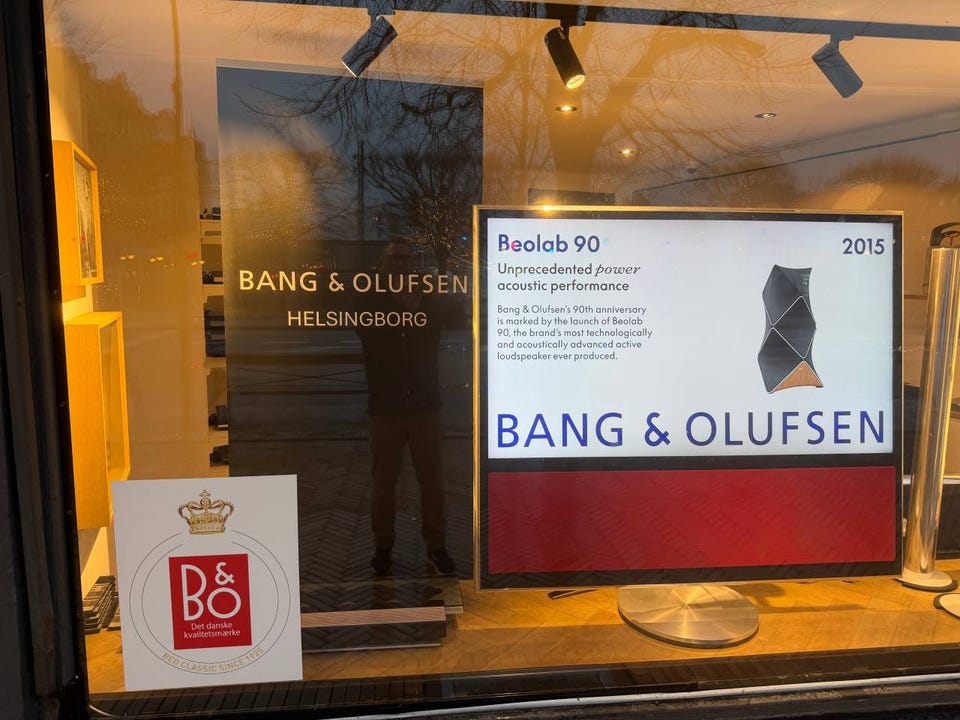 BANG & OLUFSEN
HELSINGBORG
Beolab 90
2015
Unprecedented power
acoustic performance
Bang & Olufsen's 90th anniversary
is marked by the launch of Beolab
90, the brand's most technologically
and acoustically advanced active
loudspeaker ever produced.
BANG & OLUFSEN
B&O
Det danske
kvalitetsmærke
BEO CLASSIC SINCE 1925